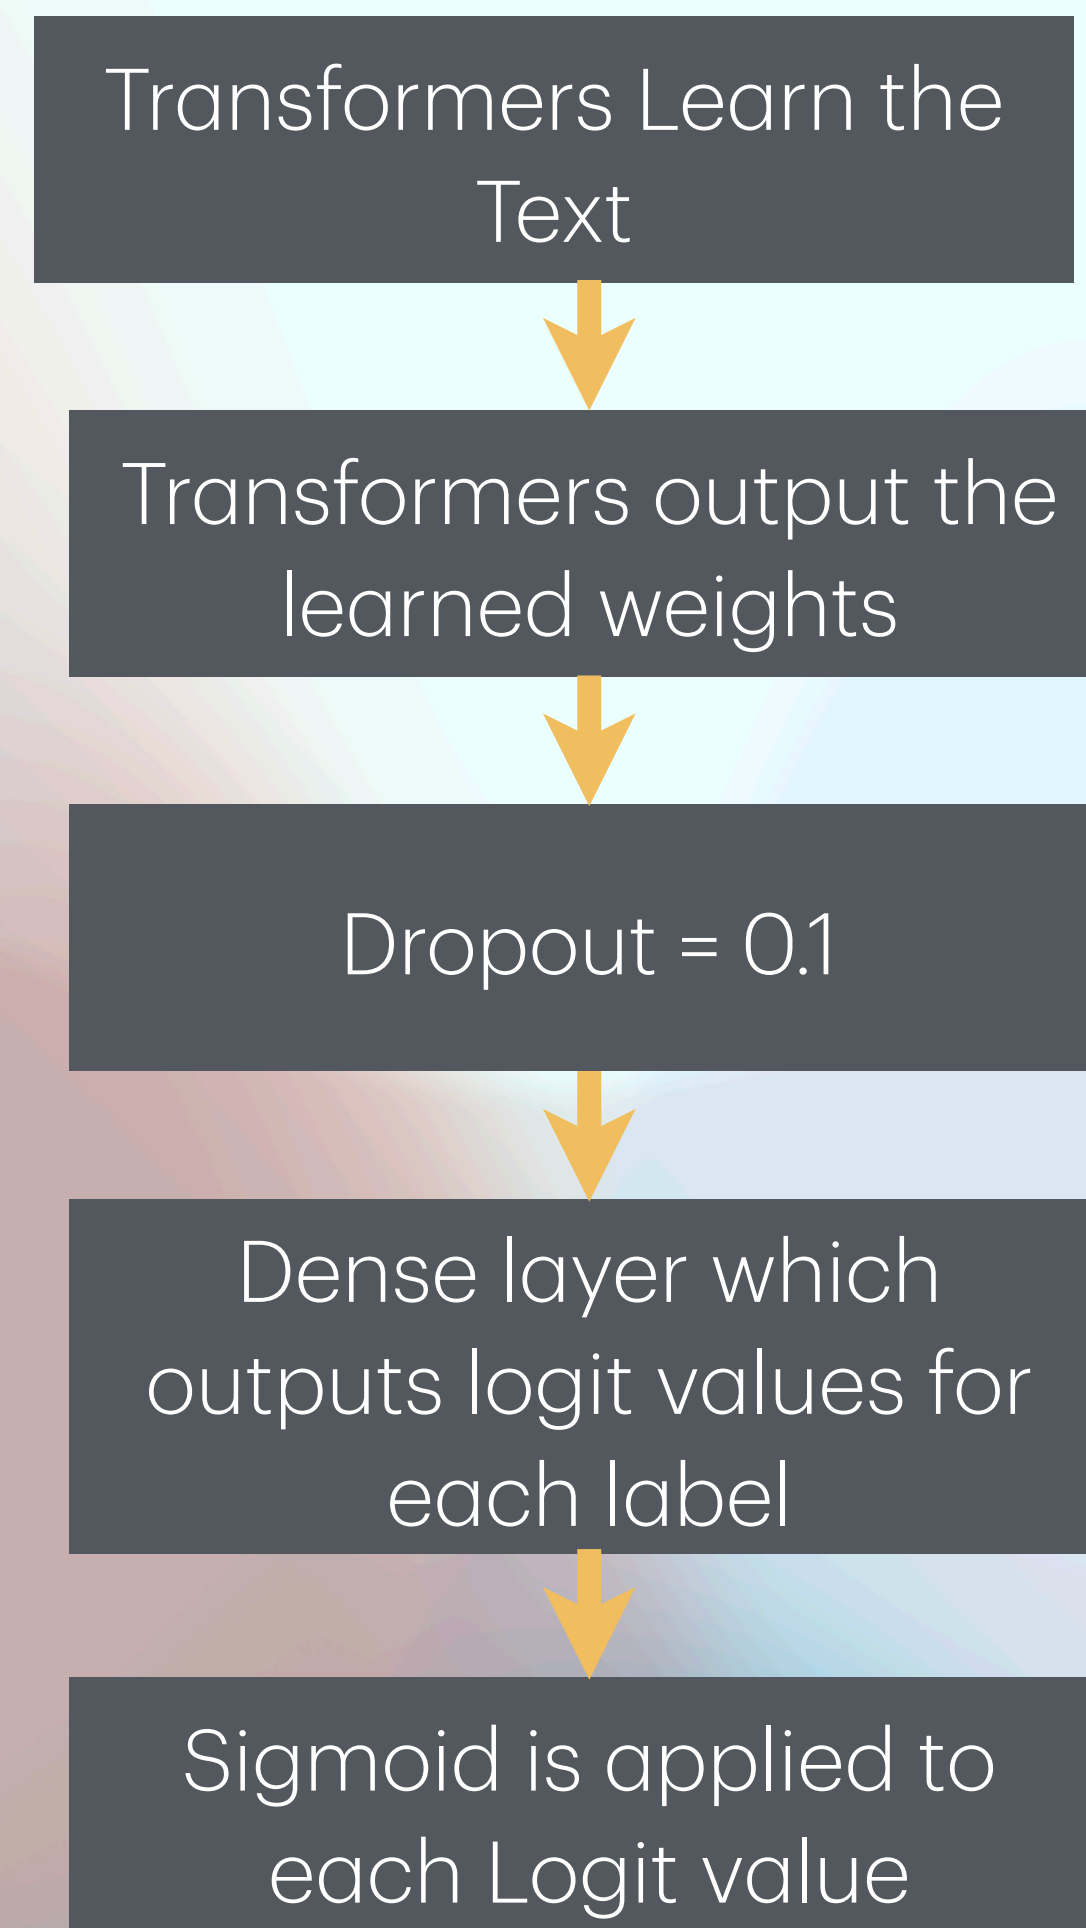 Transformers Learn the
Text
Transformers output the
learned weights
Dropout = 0.1
Dense layer which
outputs logit values for
each label
Sigmoid is applied to
each Logit value